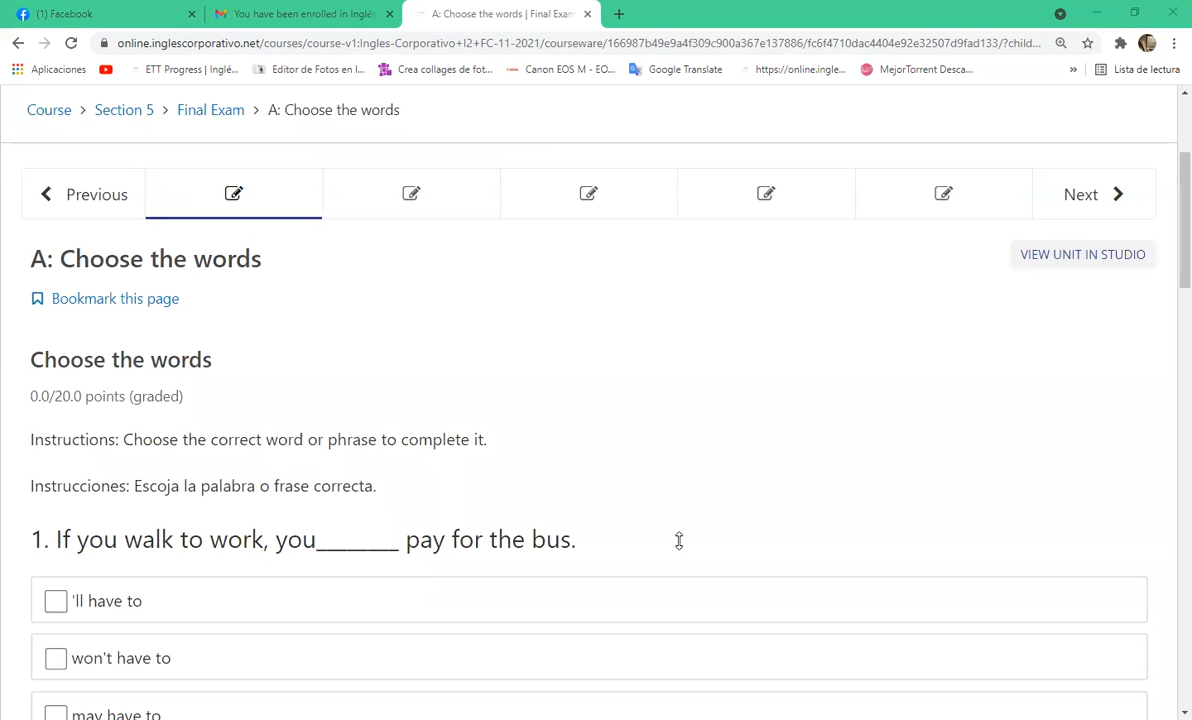 (1) Facebook
You have been enrolled in Inglés
A: Choose the words | Final Exam
online.inglescorporativo.net/courses/course-v1:Ingles-Corporativo+I2+FC-11-2021/courseware/166987b49e9a4f309c900a367e137886/fc6f4710dac4404e92e32507d9fad133/?child...
Aplicaciones
ETT Progress | Inglé...
Editor de Fotos en l...
Crea collages de fot...
Canon EOS M - EO...
Google Translate
https://online.ingle...
MejorTorrent Desca...
»
Lista de lectura
Course > Section 5 > Final Exam > A: Choose the words
Previous
Next
A: Choose the words
VIEW UNIT IN STUDIO
Bookmark this page
Choose the words
0.0/20.0 points (graded)
Instructions: Choose the correct word or phrase to complete it.
Instrucciones: Escoja la palabra o frase correcta.
1. If you walk to work, you________ pay for the bus.
'll have to
won't have to
may have to